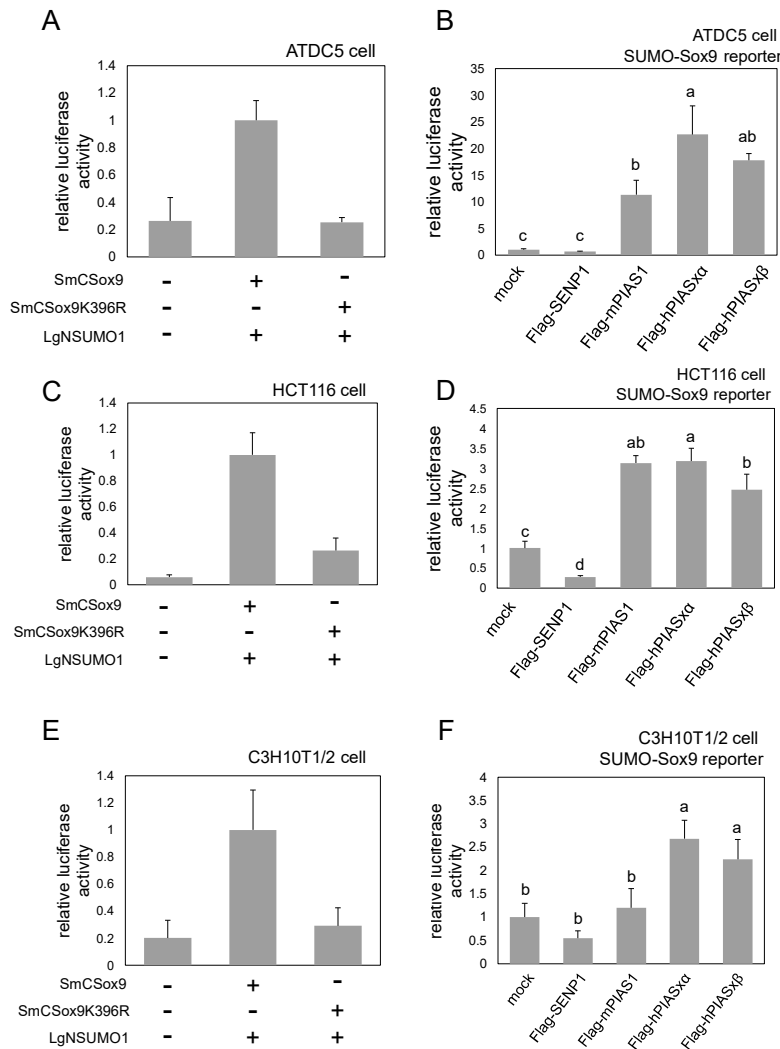 A
ATDC5 cell
relative luciferase
activity
1.4
1.2
1
0.8
0.6
0.4
0.2
0
SmCSox9 - + -
SmCSox9K396R - - +
LgNSUMO1 - + +
B
ATDC5 cell
SUMO-Sox9 reporter
relative luciferase
activity
35
30
25
20
15
10
5
0
c c b a ab
mock
Flag-SENP1
Flag-mPIAS1
Flag-hPIASxα
Flag-hPIASxβ
C
HCT116 cell
relative luciferase
activity
1.4
1.2
1
0.8
0.6
0.4
0.2
0
SmCSox9 - + -
SmCSox9K396R - - +
LgNSUMO1 - + +
D
HCT116 cell
SUMO-Sox9 reporter
relative luciferase
activity
4.5
4
3.5
3
2.5
2
1.5
1
0.5
0
c d ab a b
mock
Flag-SENP1
Flag-mPIAS1
Flag-hPIASxα
Flag-hPIASxβ
E
C3H10T1/2 cell
relative luciferase
activity
1.4
1.2
1
0.8
0.6
0.4
0.2
0
SmCSox9 - + -
SmCSox9K396R - - +
LgNSUMO1 - + +
F
C3H10T1/2 cell
SUMO-Sox9 reporter
relative luciferase
activity
4
3.5
3
2.5
2
1.5
1
0.5
0
b b b a a
mock
Flag-SENP1
Flag-mPIAS1
Flag-hPIASxα
Flag-hPIASxβ